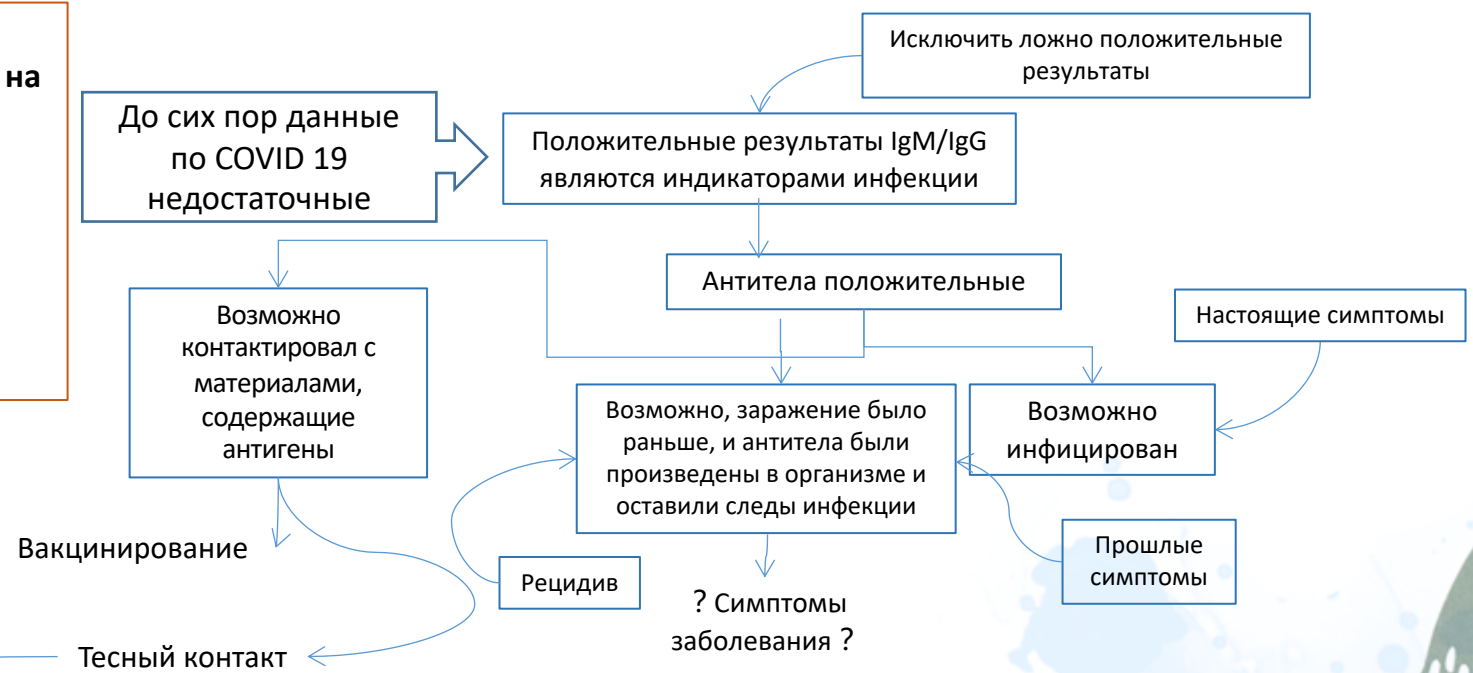 на
Исключить ложно положительные
результаты
До сих пор данные
по COVID 19
недостаточные
Положительные результаты IgM/IgG
являются индикаторами инфекции
Антитела положительные
Настоящие симптомы
Возможно
контактировал с
материалами,
содержащие
антигены
Возможно, заражение было
раньше, и антитела были
произведены в организме и
оставили следы инфекции
Возможно
инфицирован
Вакцинирование
Рецидив
Прошлые
симптомы
? Симптомы
заболевания ?
Тесный контакт